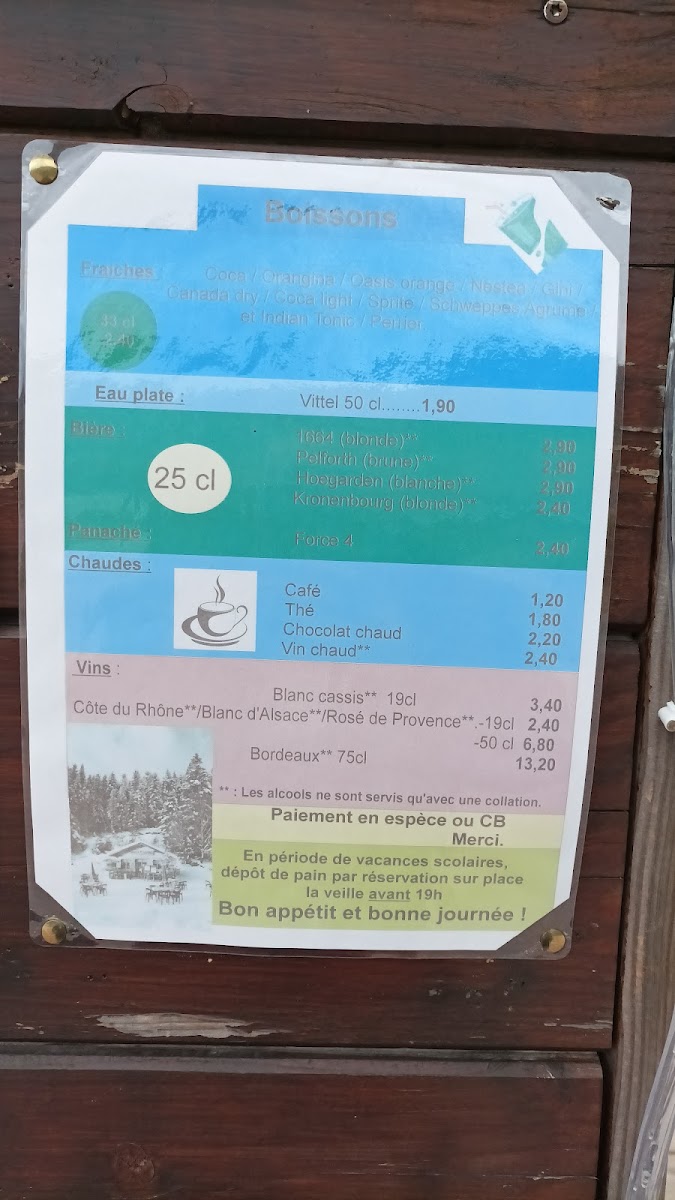 Boissons
Fraiches :
Coca / Orangina / Oasis orange / Nestea / Gini /
Canada dry / Coca light / Sprite / Schweppes Agrume /
et Indian Tonic / Perrier
33 cl
2,40
Eau plate : Vittel 50 cl........1,90
Bière :
25 cl
1664 (blonde)** 2,90
Pelforth (brune)** 2,90
Hoegarden (blanche)** 2,90
Kronenbourg (blonde)** 2,40
Panaché : Force 4 2,40
Chaudes :
Café 1,20
Thé 1,80
Chocolat chaud 2,20
Vin chaud** 2,40
Vins :
Blanc cassis** 19cl 3,40
Côte du Rhône**/Blanc d'Alsace**/Rosé de Provence**.-19cl 2,40
-50 cl 6,80
Bordeaux** 75cl 13,20
** : Les alcools ne sont servis qu'avec une collation.
Paiement en espèce ou CB
Merci.
En période de vacances scolaires,
dépôt de pain par réservation sur place
la veille avant 19h
Bon appétit et bonne journée !